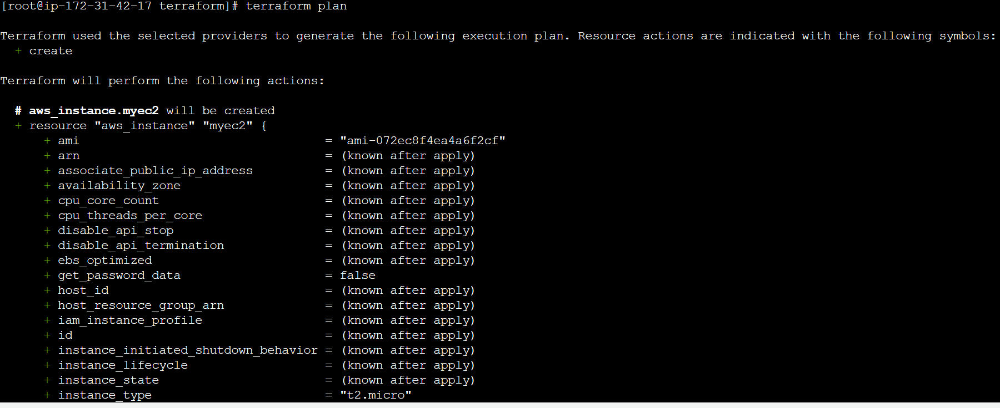 [root@ip-172-31-42-17 terraform]# terraform plan
Terraform used the selected providers to generate the following execution plan. Resource actions are indicated with the following symbols:
+ create
Terraform will perform the following actions:
# aws_instance.myec2 will be created
+ resource "aws_instance" "myec2" {
+ ami = "ami-072ec8f4ea4a6f2cf"
+ arn = (known after apply)
+ associate_public_ip_address = (known after apply)
+ availability_zone = (known after apply)
+ cpu_core_count = (known after apply)
+ cpu_threads_per_core = (known after apply)
+ disable_api_stop = (known after apply)
+ disable_api_termination = (known after apply)
+ ebs_optimized = (known after apply)
+ get_password_data = false
+ host_id = (known after apply)
+ host_resource_group_arn = (known after apply)
+ iam_instance_profile = (known after apply)
+ id = (known after apply)
+ instance_initiated_shutdown_behavior = (known after apply)
+ instance_lifecycle = (known after apply)
+ instance_state = (known after apply)
+ instance_type = "t2.micro"